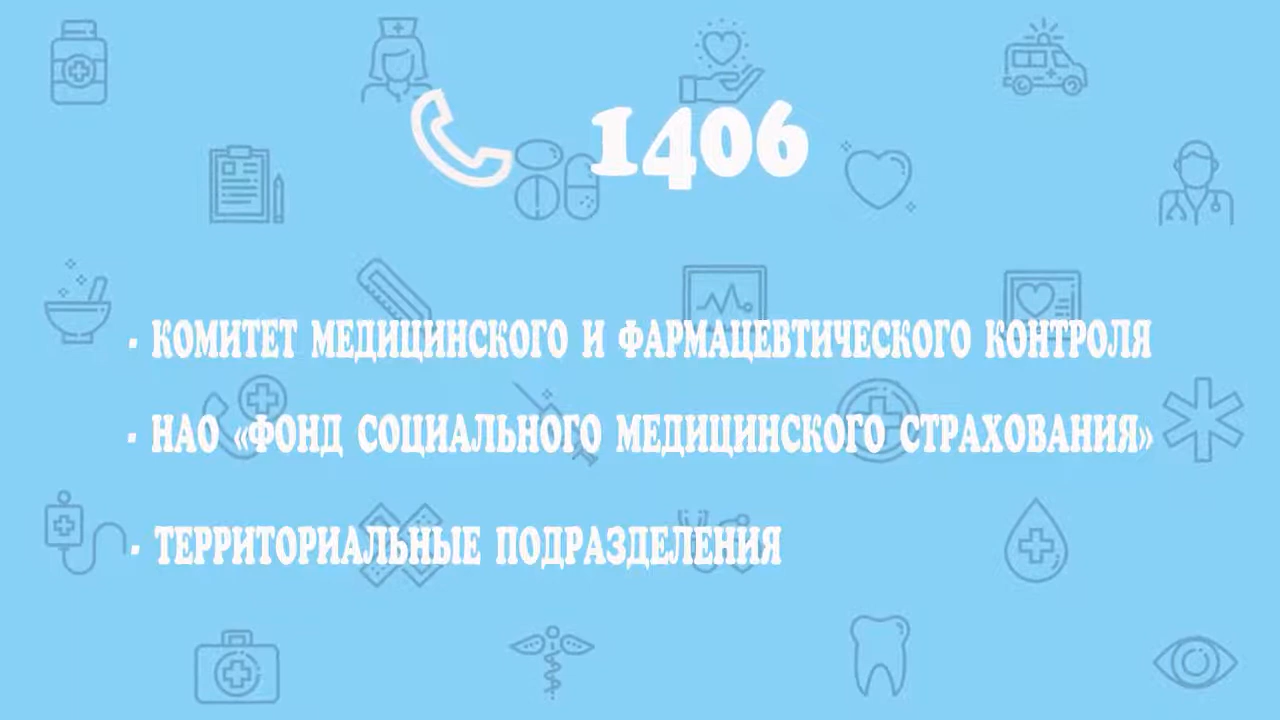 1406
- КОМИТЕТ МЕДИЦИНСКОГО И ФАРМАЦЕВТИЧЕСКОГО КОНТРОЛЯ
- НАО «ФОНД СОЦИАЛЬНОГО МЕДИЦИНСКОГО СТРАХОВАНИЯ»
- ТЕРРИТОРИАЛЬНЫЕ ПОДРАЗДЕЛЕНИЯ